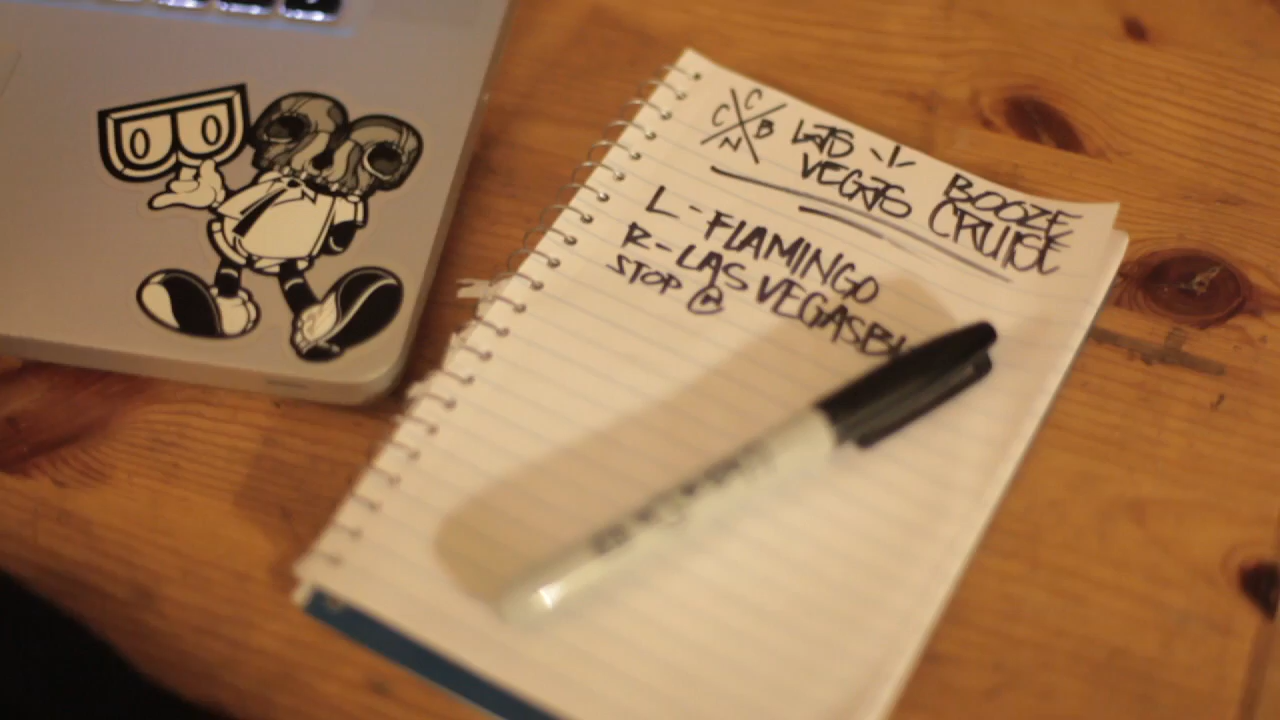 C C B N
LAS VEGAS BOOZE CRUISE
L - FLAMINGO
R - LAS VEGAS
STOP @